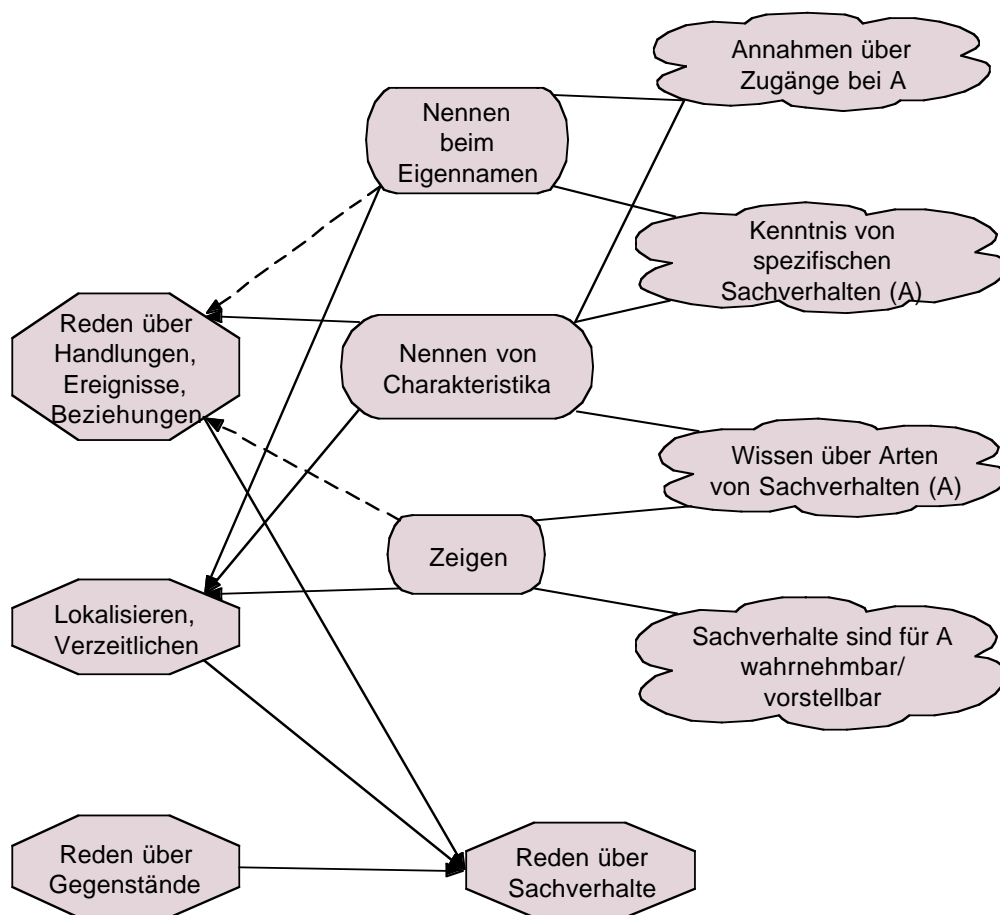 Annahmen über
Zugänge bei A
Nennen
beim
Eigennamen
Kenntnis von
spezifischen
Sachverhalten (A)
Reden über
Handlungen,
Ereignisse,
Beziehungen
Nennen von
Charakteristika
Wissen über Arten
von Sachverhalten (A)
Zeigen
Lokalisieren,
Verzeitlichen
Sachverhalte sind für A
wahrnehmbar/
vorstellbar
Reden über
Gegenstände
Reden über
Sachverhalte